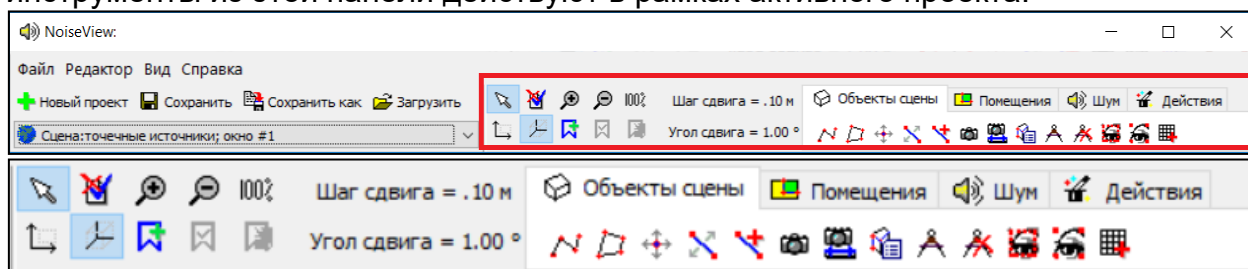 инструменты из этой панели действуют в рамках активного проекта.
NoiseView:
Файл Редактор Вид Справка
Новый проект Сохранить Сохранить как Загрузить 100% Шаг сдвига = .10 м Объекты сцены Помещения Шум Действия
Сцена:точечные источники; окно #1 Угол сдвига = 1.00 °
100% Шаг сдвига = .10 м Объекты сцены Помещения Шум Действия
Угол сдвига = 1.00 °